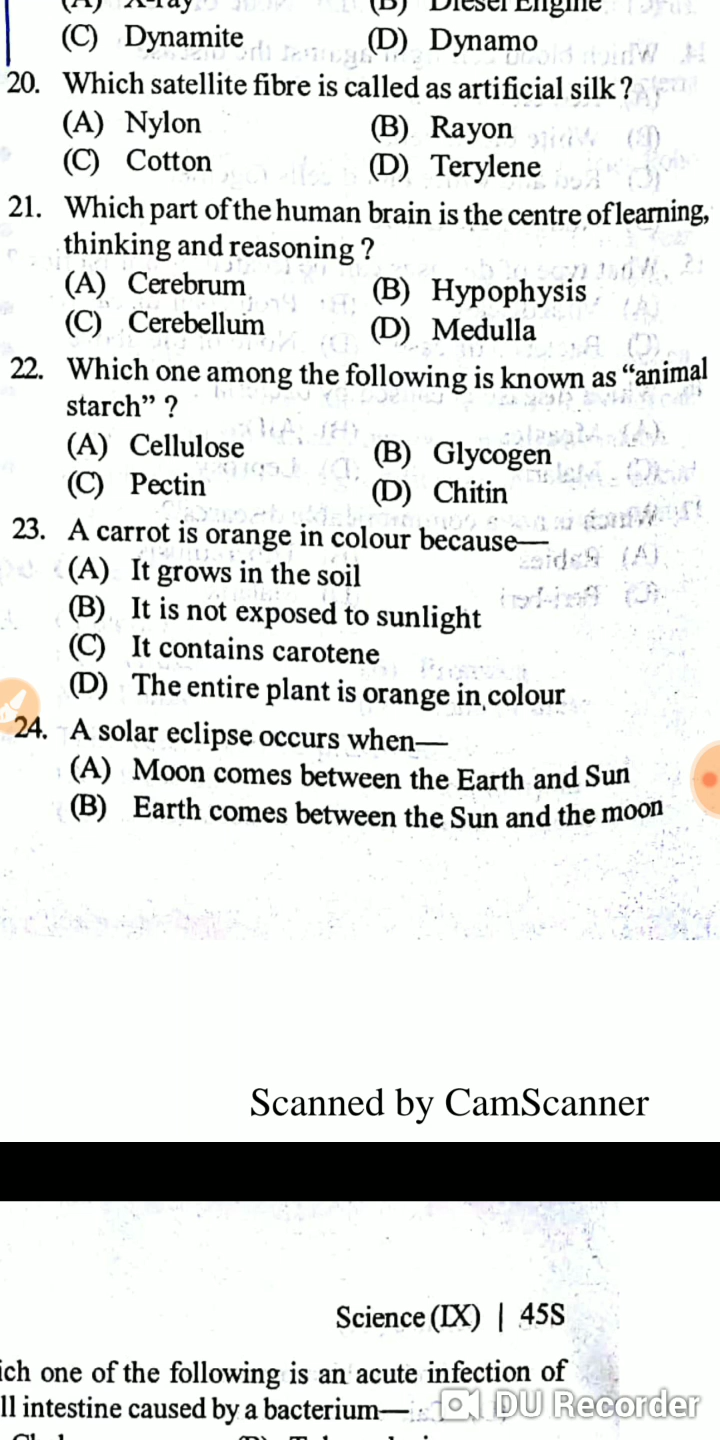 (A) X-ray (B) Diesel Engine
(C) Dynamite (D) Dynamo
20. Which satellite fibre is called as artificial silk ?
(A) Nylon (B) Rayon
(C) Cotton (D) Terylene
21. Which part of the human brain is the centre of learning,
thinking and reasoning ?
(A) Cerebrum (B) Hypophysis
(C) Cerebellum (D) Medulla
22. Which one among the following is known as “animal
starch” ?
(A) Cellulose (B) Glycogen
(C) Pectin (D) Chitin
23. A carrot is orange in colour because—
(A) It grows in the soil
(B) It is not exposed to sunlight
(C) It contains carotene
(D) The entire plant is orange in colour
24. A solar eclipse occurs when—
(A) Moon comes between the Earth and Sun
(B) Earth comes between the Sun and the moon
Scanned by CamScanner
Science (IX) | 45S
ich one of the following is an acute infection of
ll intestine caused by a bacterium—
DU Recorder